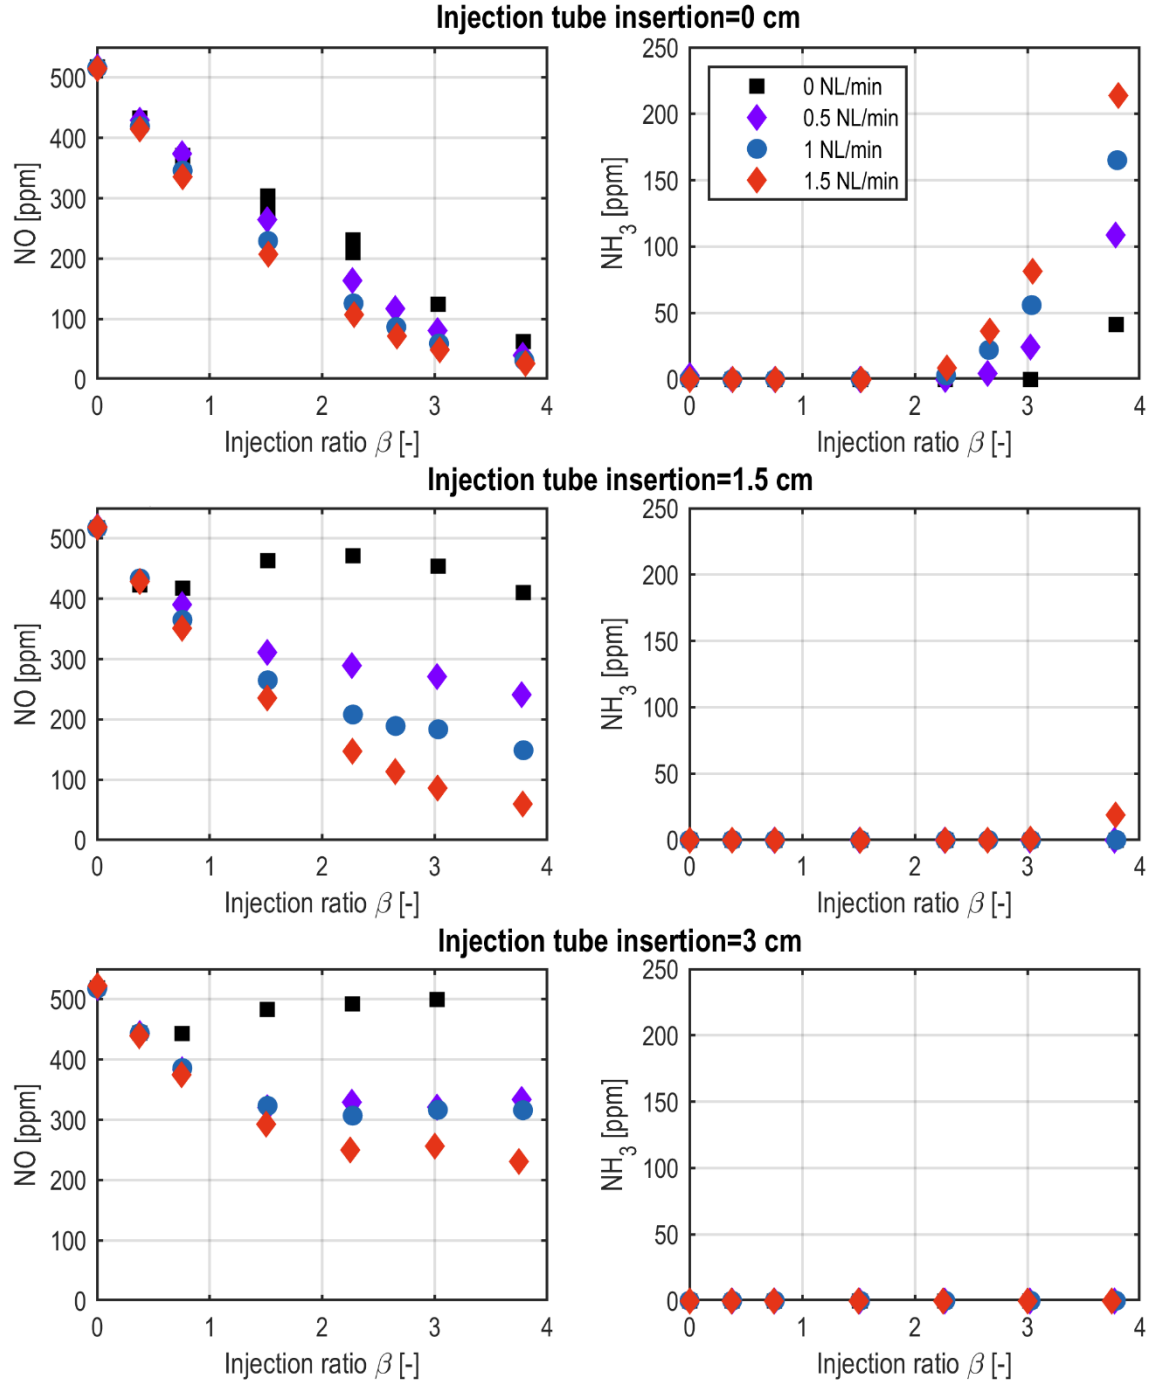 Injection tube insertion=0 cm
NO [ppm]
500
400
300
200
100
0
0 1 2 3 4
Injection ratio β [-]
NH3 [ppm]
250
200
150
100
50
0
0 NL/min
0.5 NL/min
1 NL/min
1.5 NL/min
0 1 2 3 4
Injection ratio β [-]
Injection tube insertion=1.5 cm
NO [ppm]
500
400
300
200
100
0
0 1 2 3 4
Injection ratio β [-]
NH3 [ppm]
250
200
150
100
50
0
0 1 2 3 4
Injection ratio β [-]
Injection tube insertion=3 cm
NO [ppm]
500
400
300
200
100
0
0 1 2 3 4
Injection ratio β [-]
NH3 [ppm]
250
200
150
100
50
0
0 1 2 3 4
Injection ratio β [-]